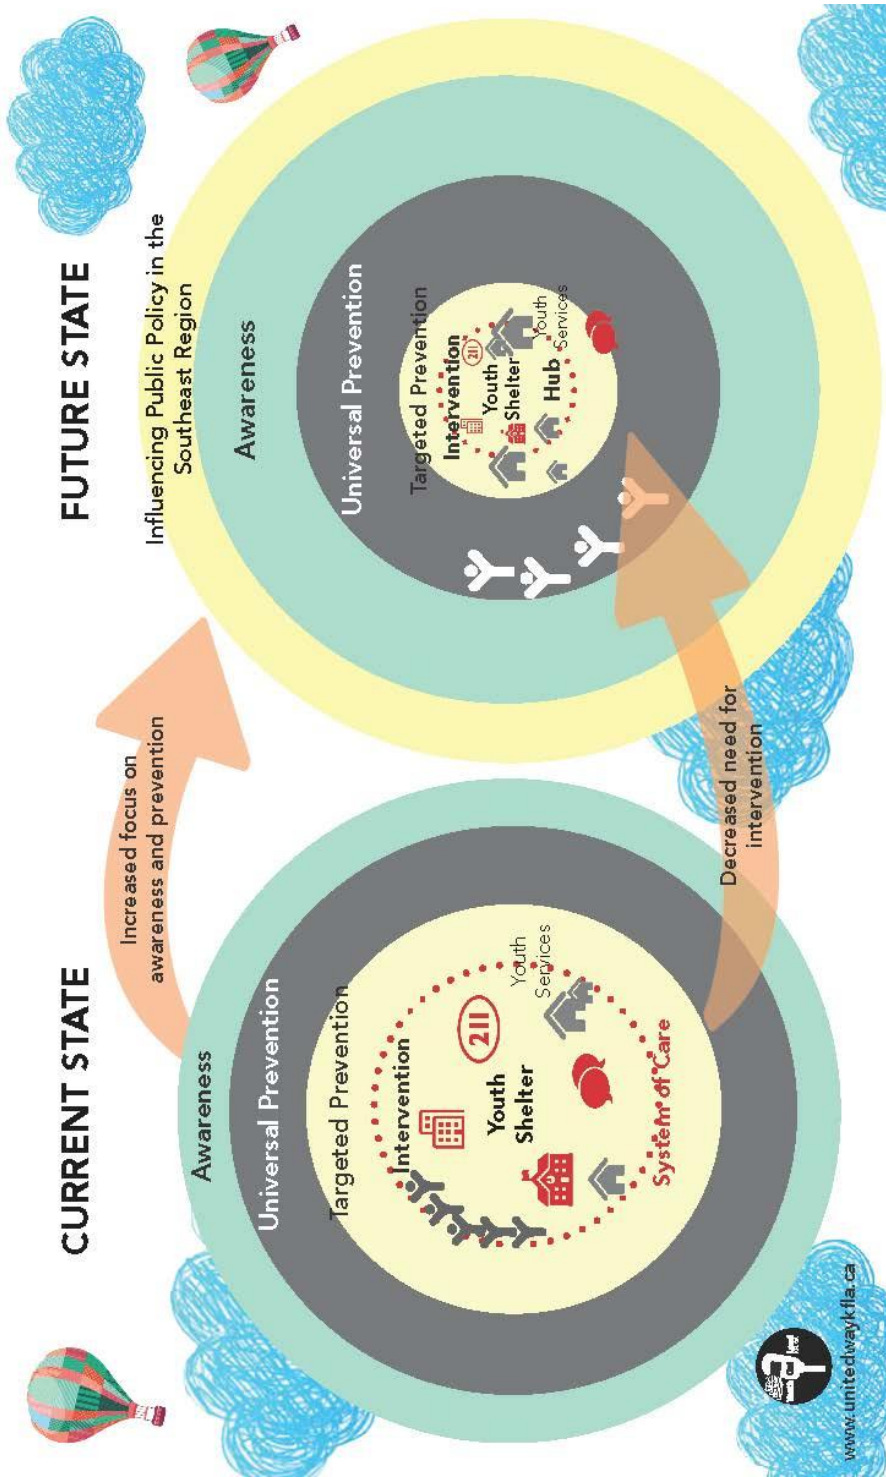 CURRENT STATE
Increased focus on
awareness and prevention
FUTURE STATE
Awareness
Universal Prevention
Targeted Prevention
Intervention
211
Youth
Shelter
Youth
Services
System of Care
Influencing Public Policy in the
Southeast Region
Awareness
Universal Prevention
Targeted Prevention
Intervention
211
Youth
Shelter
Hub
Youth
Services
Decreased need for
intervention
www.unitedwaykfla.ca